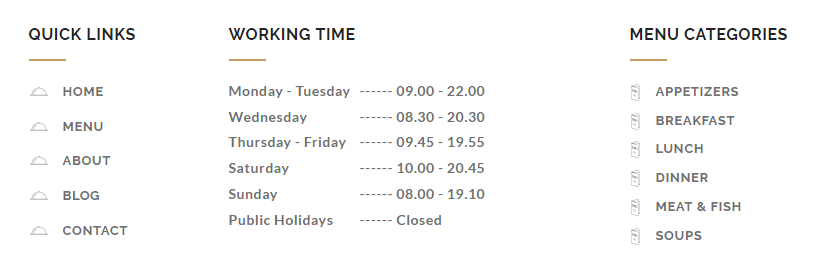 QUICK LINKS
HOME
MENU
ABOUT
BLOG
CONTACT
WORKING TIME
Monday - Tuesday ------ 09.00 - 22.00
Wednesday ------ 08.30 - 20.30
Thursday - Friday ------ 09.45 - 19.55
Saturday ------ 10.00 - 20.45
Sunday ------ 08.00 - 19.10
Public Holidays ------ Closed
MENU CATEGORIES
APPETIZERS
BREAKFAST
LUNCH
DINNER
MEAT & FISH
SOUPS